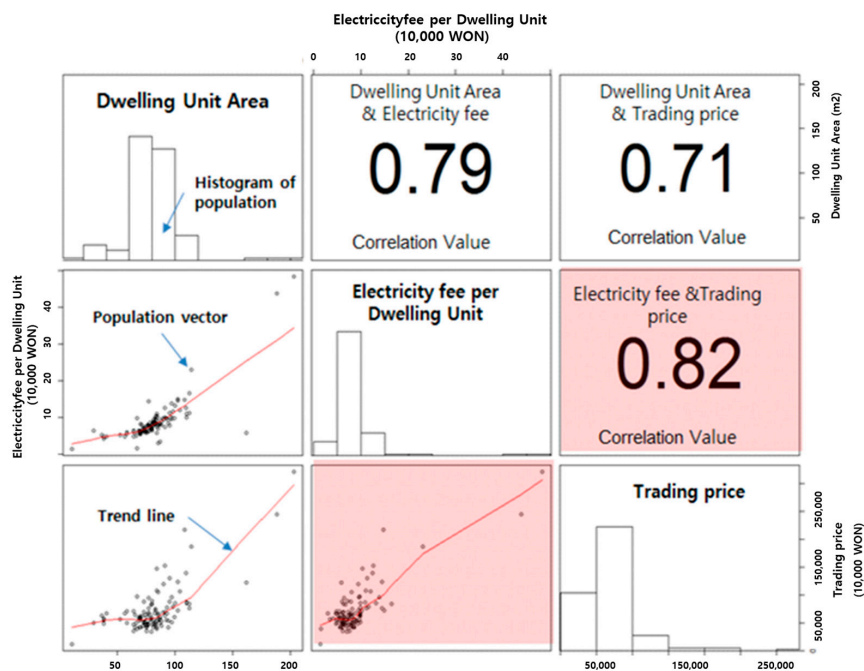 Electriccityfee per Dwelling Unit
(10,000 WON)
0 10 20 30 40
Dwelling Unit Area
Histogram of
population
Dwelling Unit Area
& Electricity fee
0.79
Correlation Value
Dwelling Unit Area
& Trading price
0.71
Correlation Value
200
150
100
50
Dwelling Unit Area (m2)
Electriccityfee per Dwelling Unit
(10,000 WON)
40
30
20
10
Population vector
Electricity fee per
Dwelling Unit
Electricity fee &Trading
price
0.82
Correlation Value
Trend line
Trading price
250,000
150,000
50,000
0
Trading price
(10,000 WON)
50 100 150 200
50,000 150,000 250,000